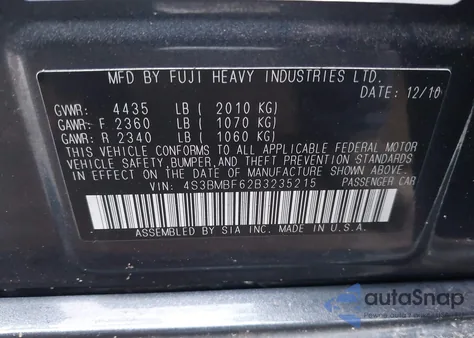 MFD BY FUJI HEAVY INDUSTRIES LTD.
DATE: 12/10
GVWR: 4435 LB ( 2010 KG)
GAWR: F 2360 LB ( 1070 KG)
GAWR: R 2340 LB ( 1060 KG)
THIS VEHICLE CONFORMS TO ALL APPLICABLE FEDERAL MOTOR
VEHICLE SAFETY, BUMPER, AND THEFT PREVENTION STANDARDS
IN EFFECT ON THE DATE OF MANUFACTURE SHOWN ABOVE.
VIN: 4S3BMBF62B3235215 PASSENGER CAR
ASSEMBLED BY SIA INC. MADE IN U.S.A.
autoSnap